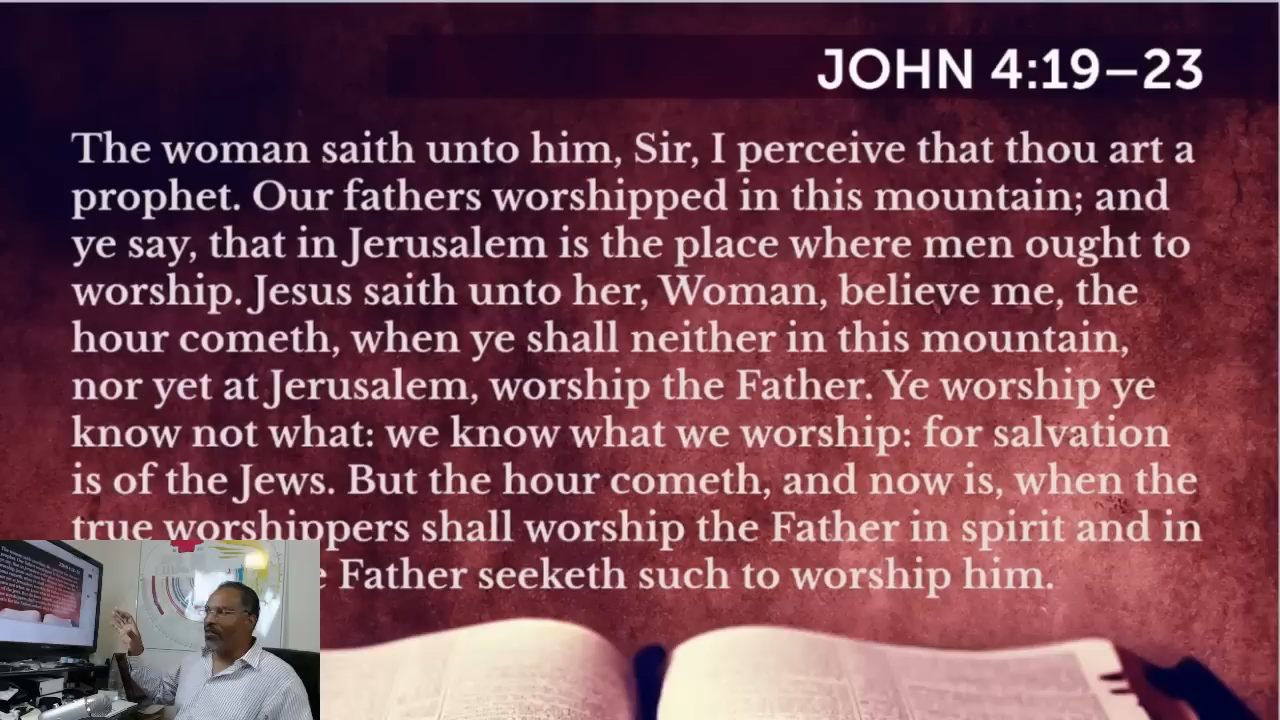 JOHN 4:19–23
The woman saith unto him, Sir, I perceive that thou art a
prophet. Our fathers worshipped in this mountain; and
ye say, that in Jerusalem is the place where men ought to
worship. Jesus saith unto her, Woman, believe me, the
hour cometh, when ye shall neither in this mountain,
nor yet at Jerusalem, worship the Father. Ye worship ye
know not what: we know what we worship: for salvation
is of the Jews. But the hour cometh, and now is, when the
true worshippers shall worship the Father in spirit and in
Father seeketh such to worship him.